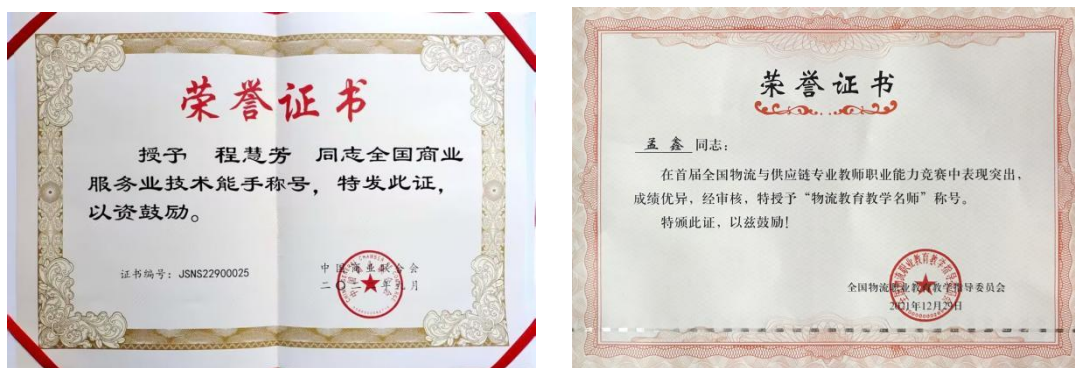 荣誉证书
授予 程慧芳 同志全国商业
服务业技术能手称号，特发此证，
以资鼓励。
证书编号：JSNS22900025
中国商业联合会
荣誉证书
孟鑫 同志：
在首届全国物流与供应链专业教师职业能力竞赛中表现突出，
成绩优异，经审核，特授予“物流教育教学名师”称号。
特颁此证，以兹鼓励！
全国物流职业教育教学指导委员会
2021年12月29日